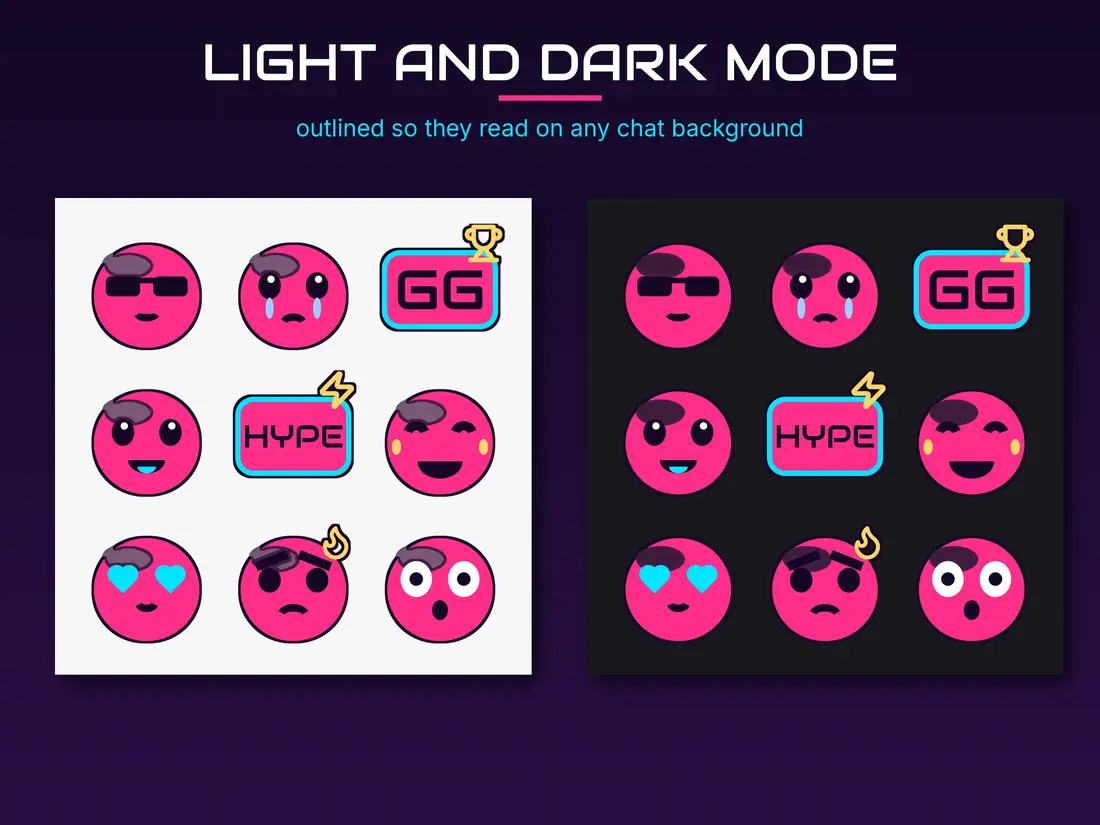 LIGHT AND DARK MODE
outlined so they read on any chat background
GG
HYPE
GG
HYPE